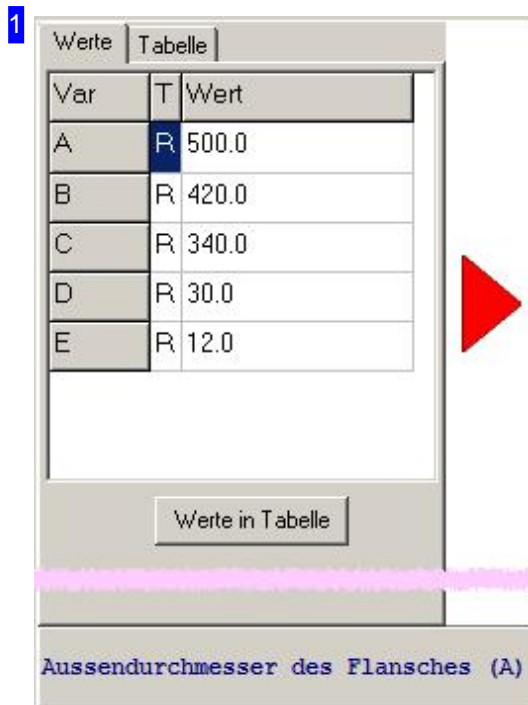 1
Werte Tabelle
Var T Wert
A R 500.0
B R 420.0
C R 340.0
D R 30.0
E R 12.0
Werte in Tabelle
Aussendurchmesser des Flansches (A)